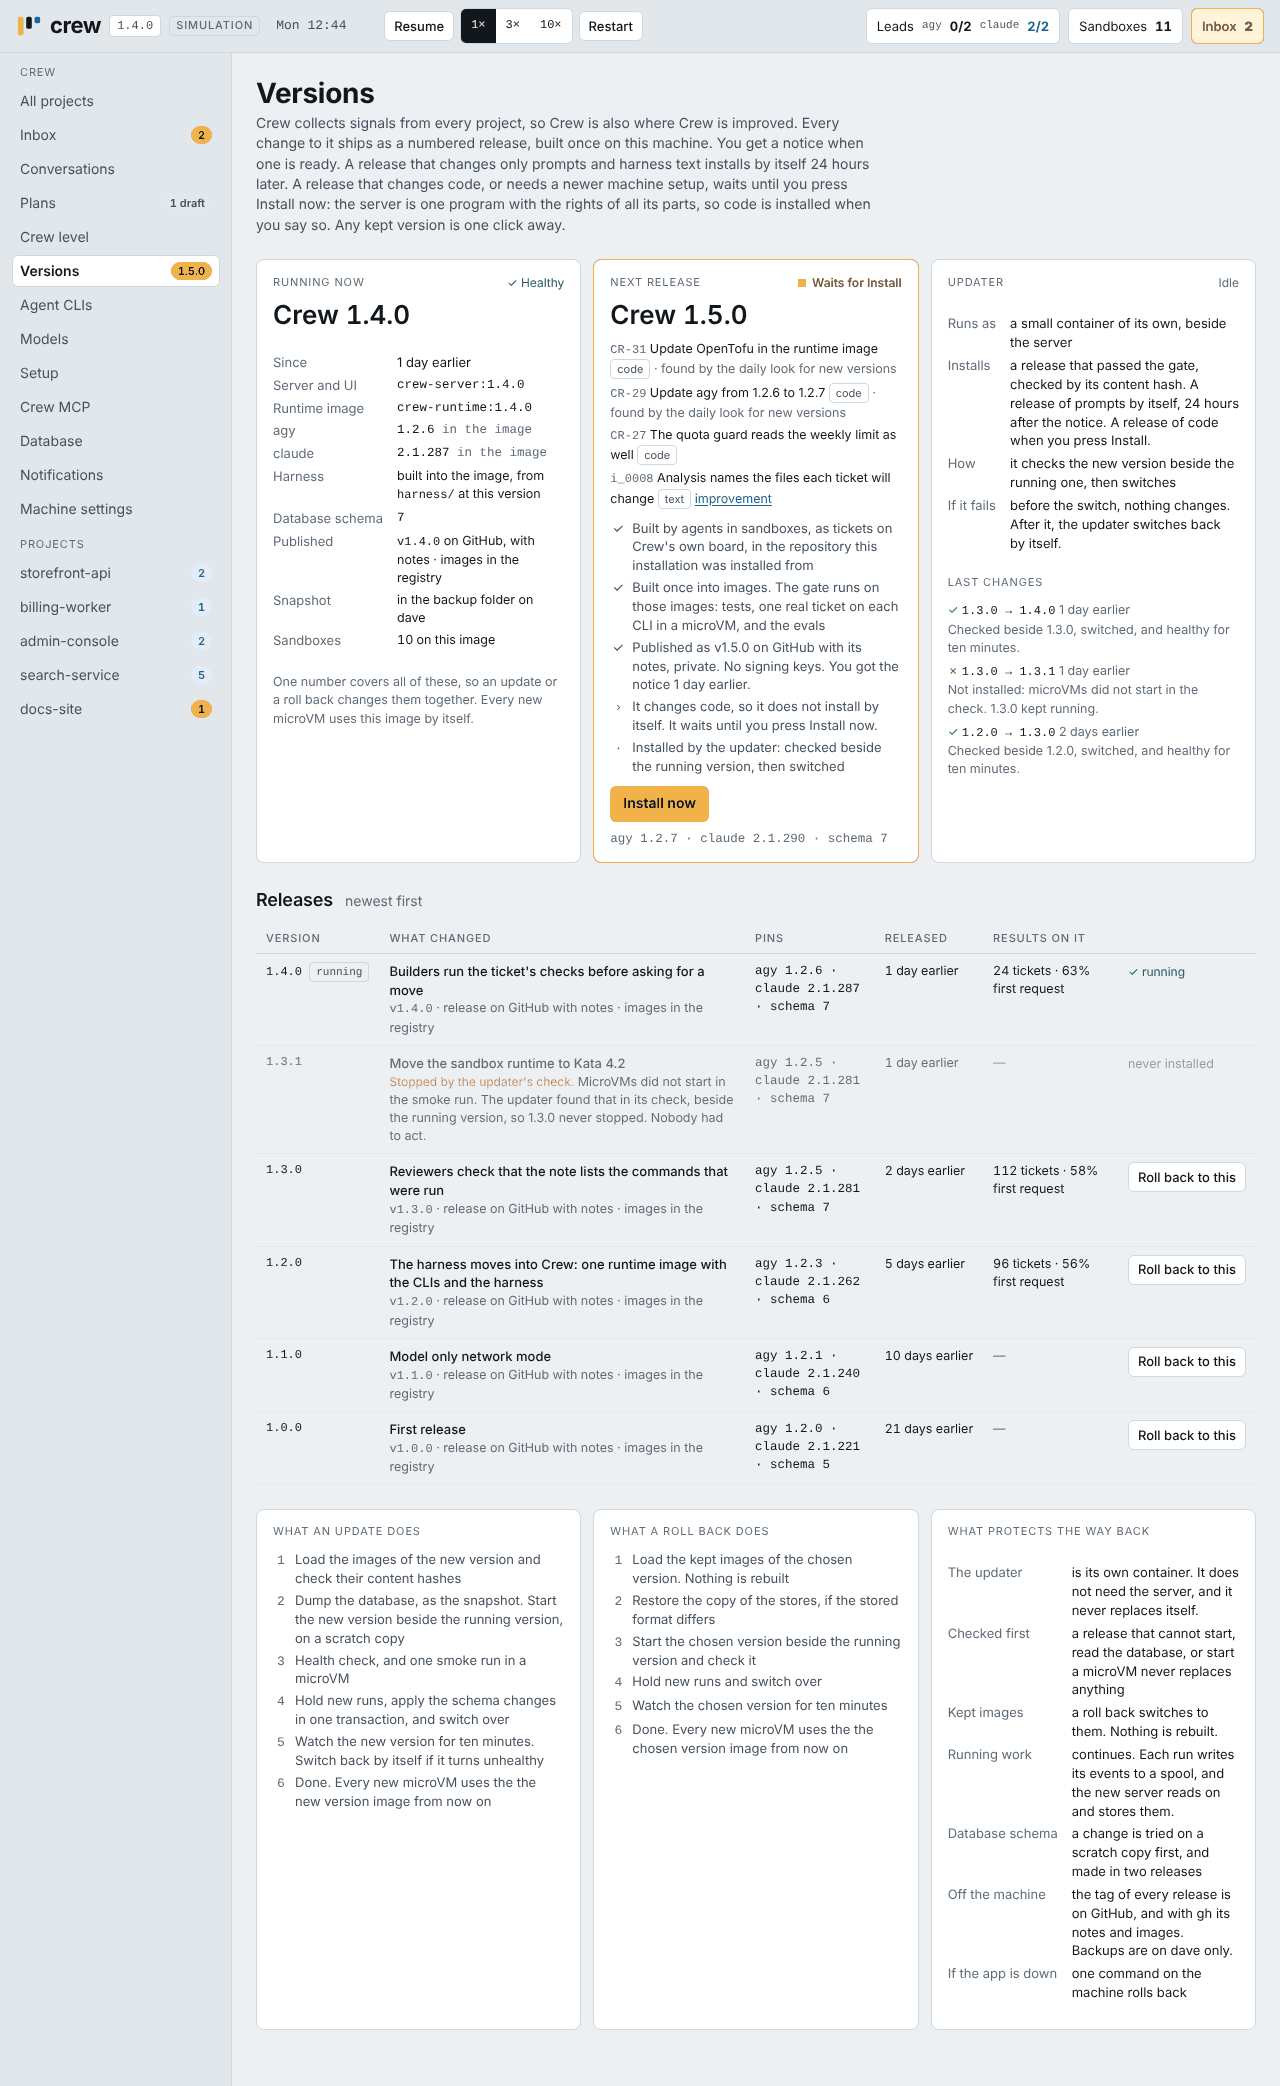 crew 1.4.0 SIMULATION Mon 12:44 Resume 1× 3× 10× Restart Leads agy 0/2 claude 2/2 Sandboxes 11 Inbox 2
CREW
All projects
Inbox 2
Conversations
Plans 1 draft
Crew level
Versions 1.5.0
Agent CLIs
Models
Setup
Crew MCP
Database
Notifications
Machine settings
PROJECTS
storefront-api 2
billing-worker 1
admin-console 2
search-service 5
docs-site 1
Versions
Crew collects signals from every project, so Crew is also where Crew is improved. Every
change to it ships as a numbered release, built once on this machine. You get a notice when
one is ready. A release that changes only prompts and harness text installs by itself 24 hours
later. A release that changes code, or needs a newer machine setup, waits until you press
Install now: the server is one program with the rights of all its parts, so code is installed when
you say so. Any kept version is one click away.
RUNNING NOW ✓ Healthy
Crew 1.4.0
Since 1 day earlier
Server and UI crew-server:1.4.0
Runtime image crew-runtime:1.4.0
agy 1.2.6 in the image
claude 2.1.287 in the image
Harness built into the image, from
harness/ at this version
Database schema 7
Published v1.4.0 on GitHub, with
notes · images in the
registry
Snapshot in the backup folder on
dave
Sandboxes 10 on this image
One number covers all of these, so an update or
a roll back changes them together. Every new
microVM uses this image by itself.
NEXT RELEASE Waits for Install
Crew 1.5.0
CR-31 Update OpenTofu in the runtime image
code · found by the daily look for new versions
CR-29 Update agy from 1.2.6 to 1.2.7 code ·
found by the daily look for new versions
CR-27 The quota guard reads the weekly limit as
well code
i_0008 Analysis names the files each ticket will
change text improvement
✓ Built by agents in sandboxes, as tickets on
Crew's own board, in the repository this
installation was installed from
✓ Built once into images. The gate runs on
those images: tests, one real ticket on each
CLI in a microVM, and the evals
✓ Published as v1.5.0 on GitHub with its
notes, private. No signing keys. You got the
notice 1 day earlier.
› It changes code, so it does not install by
itself. It waits until you press Install now.
· Installed by the updater: checked beside
the running version, then switched
Install now
agy 1.2.7 · claude 2.1.290 · schema 7
UPDATER Idle
Runs as a small container of its own, beside
the server
Installs a release that passed the gate,
checked by its content hash. A
release of prompts by itself, 24 hours
after the notice. A release of code
when you press Install.
How it checks the new version beside the
running one, then switches
If it fails before the switch, nothing changes.
After it, the updater switches back
by itself.
LAST CHANGES
✓ 1.3.0 → 1.4.0 1 day earlier
Checked beside 1.3.0, switched, and healthy for
ten minutes.
× 1.3.0 → 1.3.1 1 day earlier
Not installed: microVMs did not start in the
check. 1.3.0 kept running.
✓ 1.2.0 → 1.3.0 2 days earlier
Checked beside 1.2.0, switched, and healthy for
ten minutes.
Releases newest first
VERSION WHAT CHANGED PINS RELEASED RESULTS ON IT
1.4.0 running Builders run the ticket's checks before asking for a
move
v1.4.0 · release on GitHub with notes · images in the
registry
agy 1.2.6 ·
claude 2.1.287
· schema 7
1 day earlier
24 tickets · 63%
first request
✓ running
1.3.1 Move the sandbox runtime to Kata 4.2
Stopped by the updater's check. MicroVMs did not start in
the smoke run. The updater found that in its check, beside
the running version, so 1.3.0 never stopped. Nobody had
to act.
agy 1.2.5 ·
claude 2.1.281
· schema 7
1 day earlier
—
never installed
1.3.0 Reviewers check that the note lists the commands that
were run
v1.3.0 · release on GitHub with notes · images in the
registry
agy 1.2.5 ·
claude 2.1.281
· schema 7
2 days earlier
112 tickets · 58%
first request
Roll back to this
1.2.0 The harness moves into Crew: one runtime image with
the CLIs and the harness
v1.2.0 · release on GitHub with notes · images in the
registry
agy 1.2.3 ·
claude 2.1.262
· schema 6
5 days earlier
96 tickets · 56%
first request
Roll back to this
1.1.0 Model only network mode
v1.1.0 · release on GitHub with notes · images in the
registry
agy 1.2.1 ·
claude 2.1.240
· schema 6
10 days earlier
—
Roll back to this
1.0.0 First release
v1.0.0 · release on GitHub with notes · images in the
registry
agy 1.2.0 ·
claude 2.1.221
· schema 5
21 days earlier
—
Roll back to this
WHAT AN UPDATE DOES
1 Load the images of the new version and
check their content hashes
2 Dump the database, as the snapshot. Start
the new version beside the running version,
on a scratch copy
3 Health check, and one smoke run in a
microVM
4 Hold new runs, apply the schema changes
in one transaction, and switch over
5 Watch the new version for ten minutes.
Switch back by itself if it turns unhealthy
6 Done. Every new microVM uses the the
new version image from now on
WHAT A ROLL BACK DOES
1 Load the kept images of the chosen
version. Nothing is rebuilt
2 Restore the copy of the stores, if the stored
format differs
3 Start the chosen version beside the running
version and check it
4 Hold new runs and switch over
5 Watch the chosen version for ten minutes
6 Done. Every new microVM uses the the
chosen version image from now on
WHAT PROTECTS THE WAY BACK
The updater is its own container. It does
not need the server, and it
never replaces itself.
Checked first a release that cannot start,
read the database, or start
a microVM never replaces
anything
Kept images a roll back switches to
them. Nothing is rebuilt.
Running work continues. Each run writes
its events to a spool, and
the new server reads on
and stores them.
Database schema a change is tried on a
scratch copy first, and
made in two releases
Off the machine the tag of every release is
on GitHub, and with gh its
notes and images.
Backups are on dave only.
If the app is down one command on the
machine rolls back